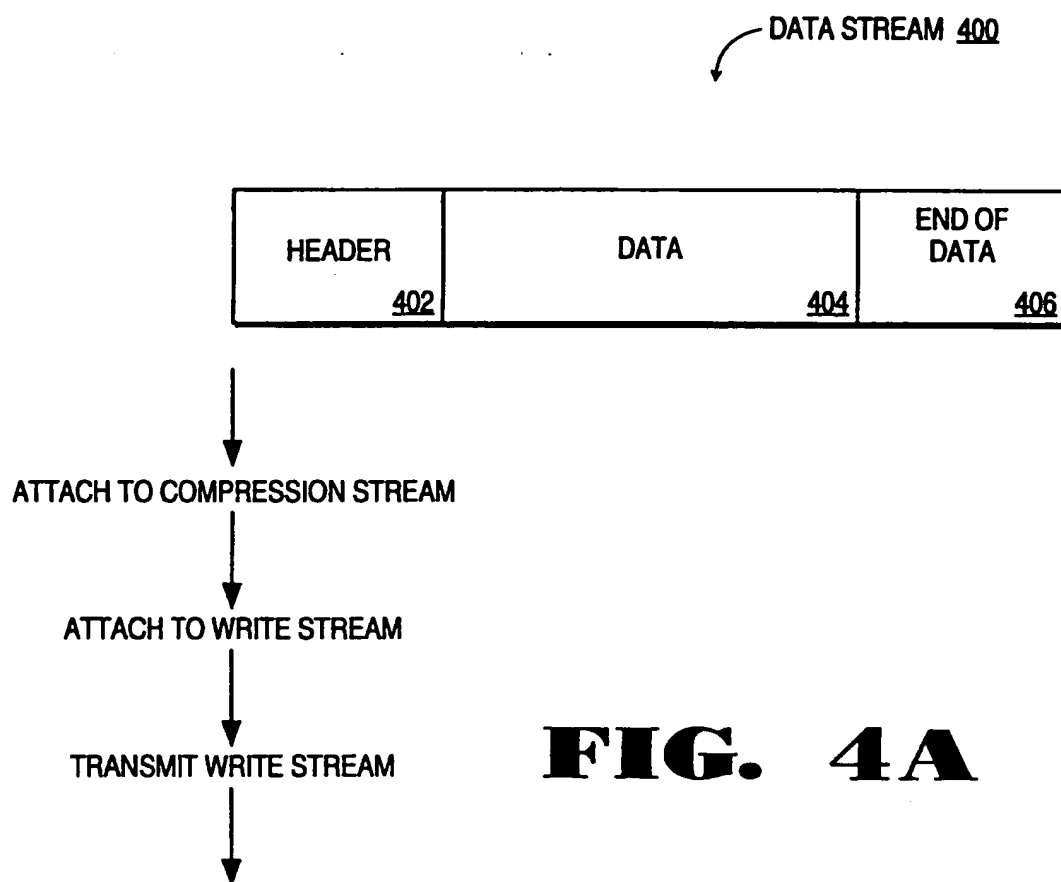 DATA STREAM 400
HEADER
402
DATA
404
END OF
DATA
406
ATTACH TO COMPRESSION STREAM
ATTACH TO WRITE STREAM
TRANSMIT WRITE STREAM
FIG. 4A